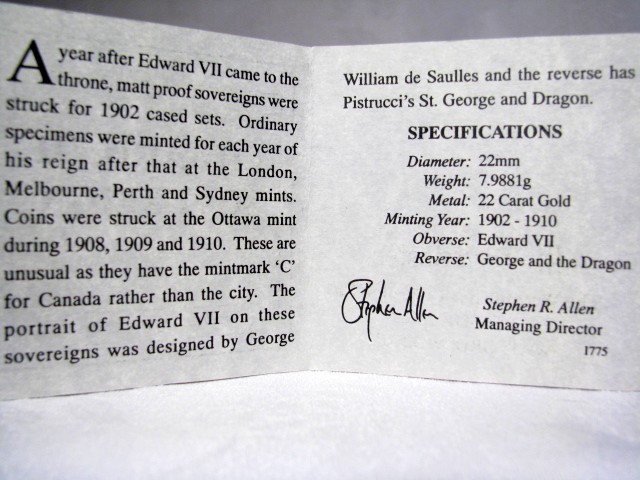 A year after Edward VII came to the
throne, matt proof sovereigns were
struck for 1902 cased sets. Ordinary
specimens were minted for each year of
his reign after that at the London,
Melbourne, Perth and Sydney mints.
Coins were struck at the Ottawa mint
during 1908, 1909 and 1910. These are
unusual as they have the mintmark 'C'
for Canada rather than the city. The
portrait of Edward VII on these
sovereigns was designed by George
William de Saulles and the reverse has
Pistrucci's St. George and Dragon.
SPECIFICATIONS
Diameter: 22mm
Weight: 7.9881g
Metal: 22 Carat Gold
Minting Year: 1902 - 1910
Obverse: Edward VII
Reverse: George and the Dragon
Stephen Allen
Stephen R. Allen
Managing Director
1775